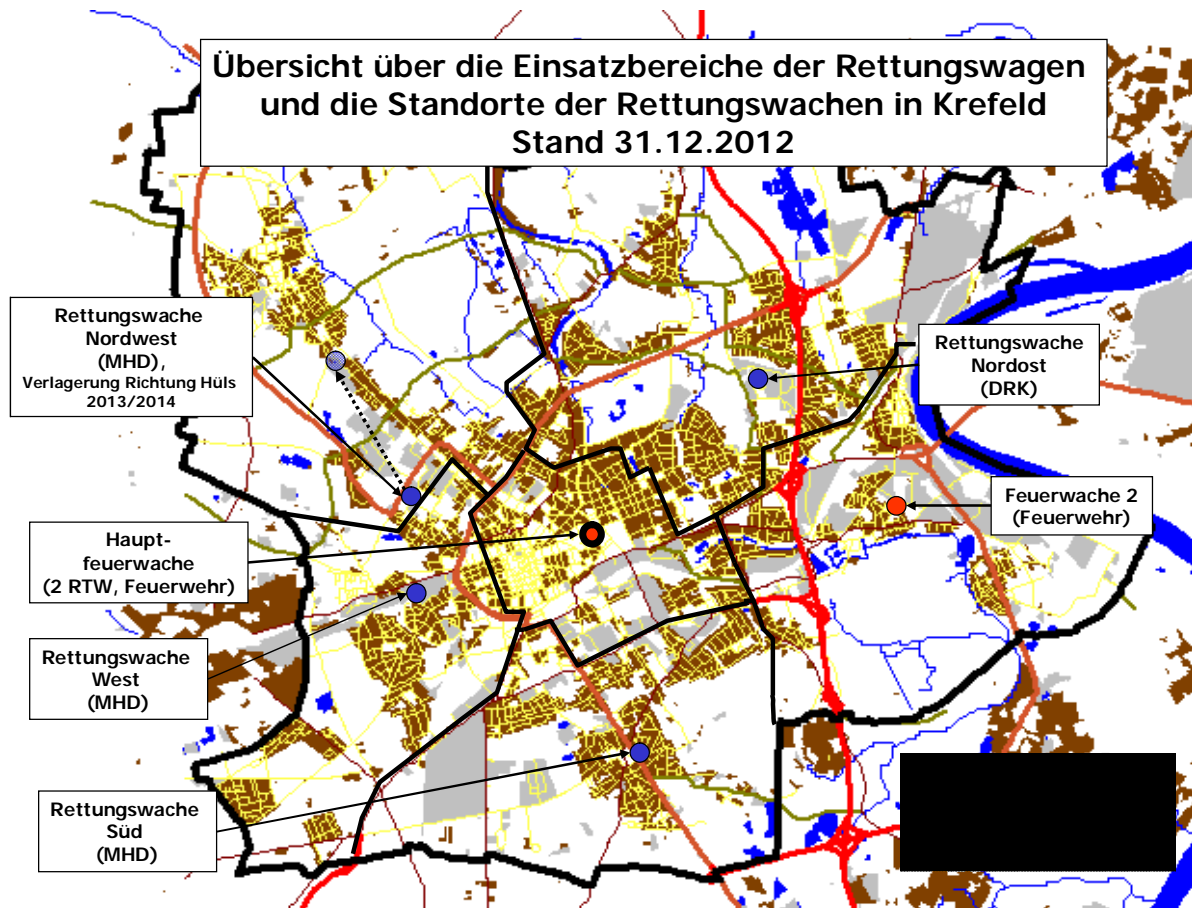 Übersicht über die Einsatzbereiche der Rettungswagen
und die Standorte der Rettungswachen in Krefeld
Stand 31.12.2012
Rettungswache
Nordwest
(MHD) ,
Verlagerung Richtung Hüls
2013/2014
Rettungswache
Nordost
(DRK)
Feuerwache 2
(Feuerwehr)
Haupt-
feuerwache
(2 RTW, Feuerwehr)
Rettungswache
West
(MHD)
Rettungswache
Süd
(MHD)